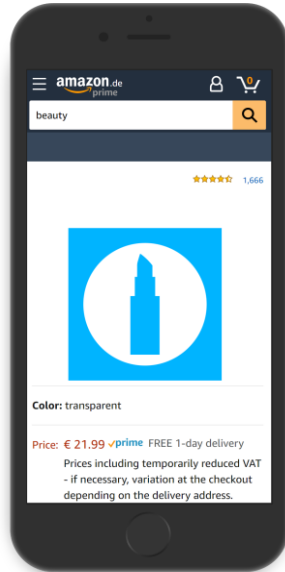 amazon.de
prime
0
beauty
1,666
Color: transparent
Price: € 21.99 prime FREE 1-day delivery
Prices including temporarily reduced VAT
- if necessary, variation at the checkout
depending on the delivery address.